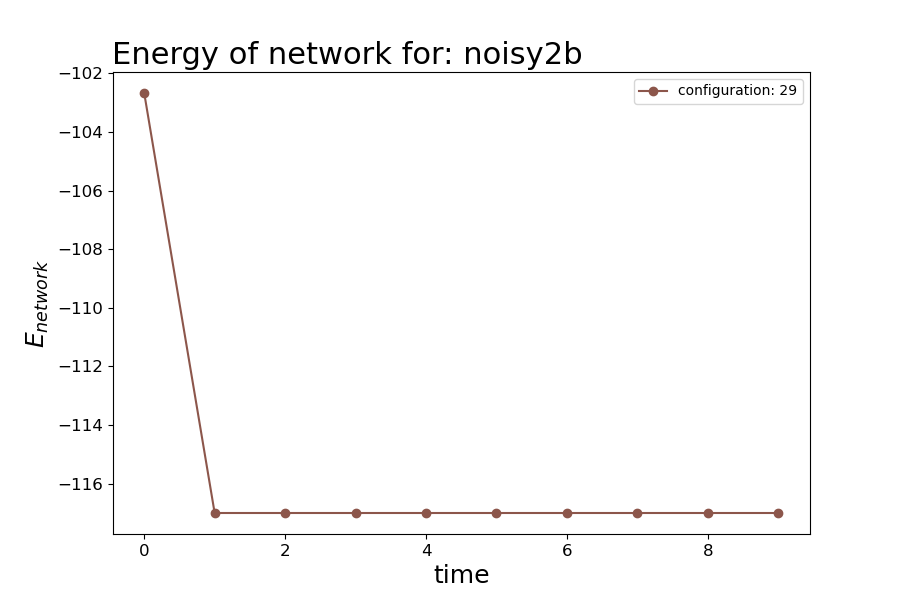 Energy of network for: noisy2b
configuration: 29
−102
−104
−106
−108
−110
−112
−114
−116
E_network
0 2 4 6 8
time